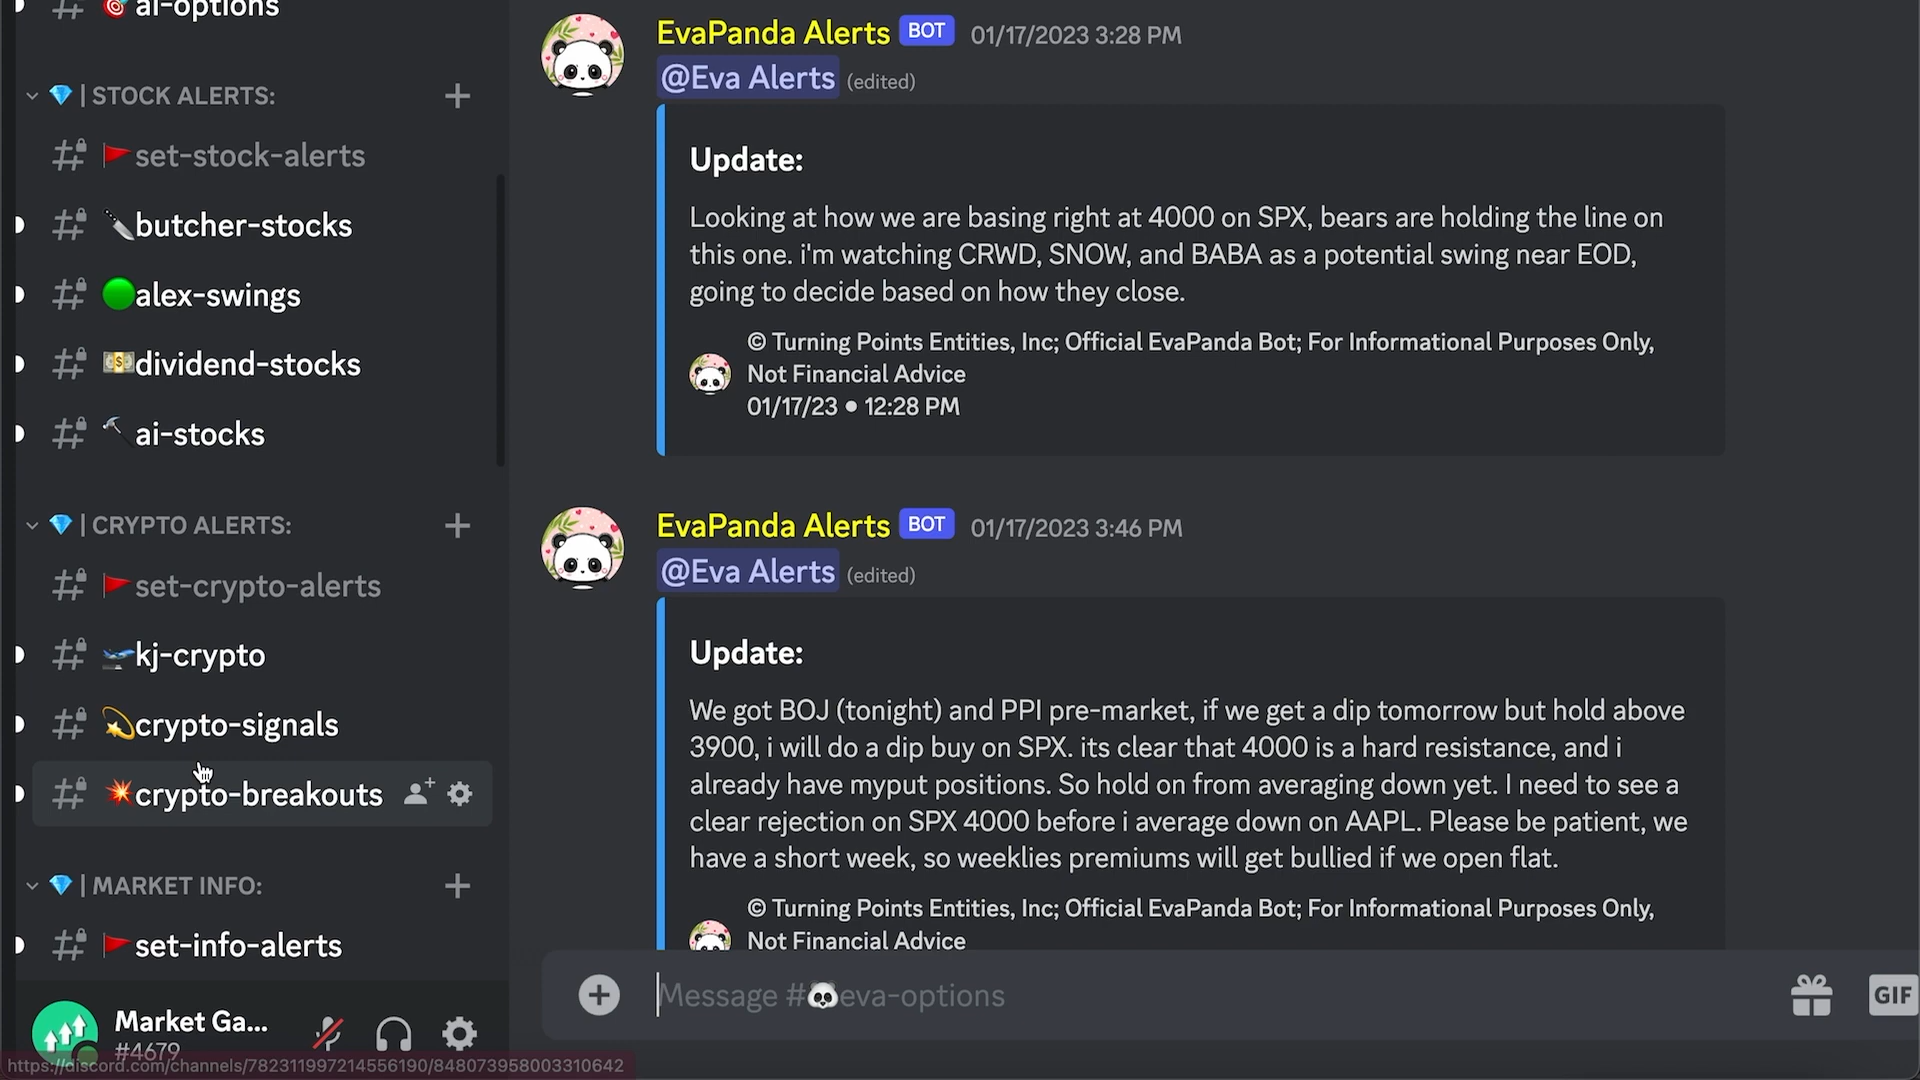 ai-options
| STOCK ALERTS:
set-stock-alerts
butcher-stocks
alex-swings
dividend-stocks
ai-stocks
| CRYPTO ALERTS:
set-crypto-alerts
kj-crypto
crypto-signals
crypto-breakouts
| MARKET INFO:
set-info-alerts
Market Ga...
#4679
https://discord.com/channels/782311997214556190/848073958003310642
EvaPanda Alerts BOT 01/17/2023 3:28 PM
@Eva Alerts (edited)
Update:
Looking at how we are basing right at 4000 on SPX, bears are holding the line on
this one. i'm watching CRWD, SNOW, and BABA as a potential swing near EOD,
going to decide based on how they close.
© Turning Points Entities, Inc; Official EvaPanda Bot; For Informational Purposes Only,
Not Financial Advice
01/17/23 • 12:28 PM
EvaPanda Alerts BOT 01/17/2023 3:46 PM
@Eva Alerts (edited)
Update:
We got BOJ (tonight) and PPI pre-market, if we get a dip tomorrow but hold above
3900, i will do a dip buy on SPX. its clear that 4000 is a hard resistance, and i
already have myput positions. So hold on from averaging down yet. I need to see a
clear rejection on SPX 4000 before i average down on AAPL. Please be patient, we
have a short week, so weeklies premiums will get bullied if we open flat.
© Turning Points Entities, Inc; Official EvaPanda Bot; For Informational Purposes Only,
Not Financial Advice
Message #🐼eva-options
GIF